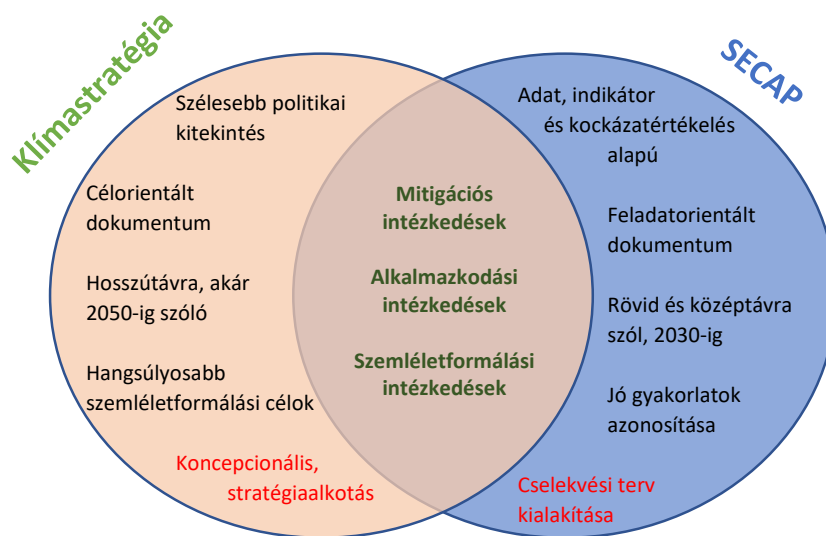 Klímastratégia
Szélesebb politikai
kitekintés
Célorientált
dokumentum
Hosszútávra, akár
2050-ig szóló
Hangsúlyosabb
szemléletformálási célok
Koncepcionális,
stratégiaalkotás
Mitigációs
intézkedések
Alkalmazkodási
intézkedések
Szemléletformálási
intézkedések
SECAP
Adat, indikátor
és kockázatértékelés
alapú
Feladatorientált
dokumentum
Rövid és középtávra
szól, 2030-ig
Jó gyakorlatok
azonosítása
Cselekvési terv
kialakítása